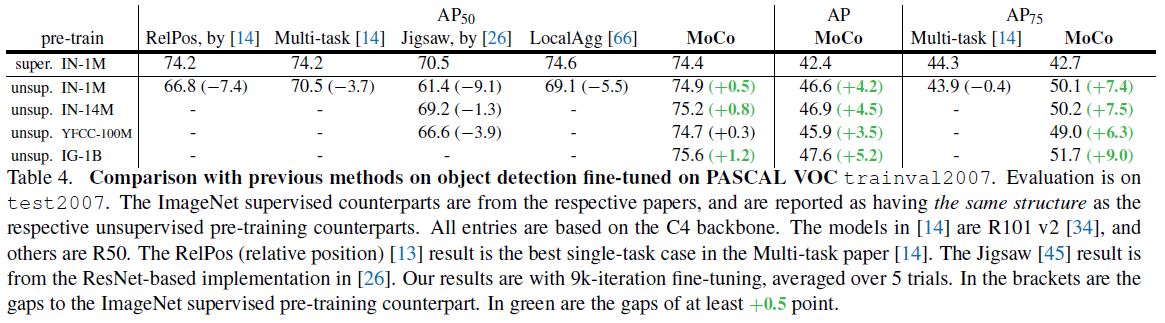 AP50 AP AP75
pre-train RelPos, by [14] Multi-task [14] Jigsaw, by [26] LocalAgg [66] MoCo MoCo Multi-task [14] MoCo
super. IN-1M 74.2 74.2 70.5 74.6 74.4 42.4 44.3 42.7
unsup. IN-1M 66.8 (−7.4) 70.5 (−3.7) 61.4 (−9.1) 69.1 (−5.5) 74.9 (+0.5) 46.6 (+4.2) 43.9 (−0.4) 50.1 (+7.4)
unsup. IN-14M - - 69.2 (−1.3) - 75.2 (+0.8) 46.9 (+4.5) - 50.2 (+7.5)
unsup. YFCC-100M - - 66.6 (−3.9) - 74.7 (+0.3) 45.9 (+3.5) - 49.0 (+6.3)
unsup. IG-1B - - - - 75.6 (+1.2) 47.6 (+5.2) - 51.7 (+9.0)
Table 4. Comparison with previous methods on object detection fine-tuned on PASCAL VOC trainval2007. Evaluation is on
test2007. The ImageNet supervised counterparts are from the respective papers, and are reported as having the same structure as the
respective unsupervised pre-training counterparts. All entries are based on the C4 backbone. The models in [14] are R101 v2 [34], and
others are R50. The RelPos (relative position) [13] result is the best single-task case in the Multi-task paper [14]. The Jigsaw [45] result is
from the ResNet-based implementation in [26]. Our results are with 9k-iteration fine-tuning, averaged over 5 trials. In the brackets are the
gaps to the ImageNet supervised pre-training counterpart. In green are the gaps of at least +0.5 point.